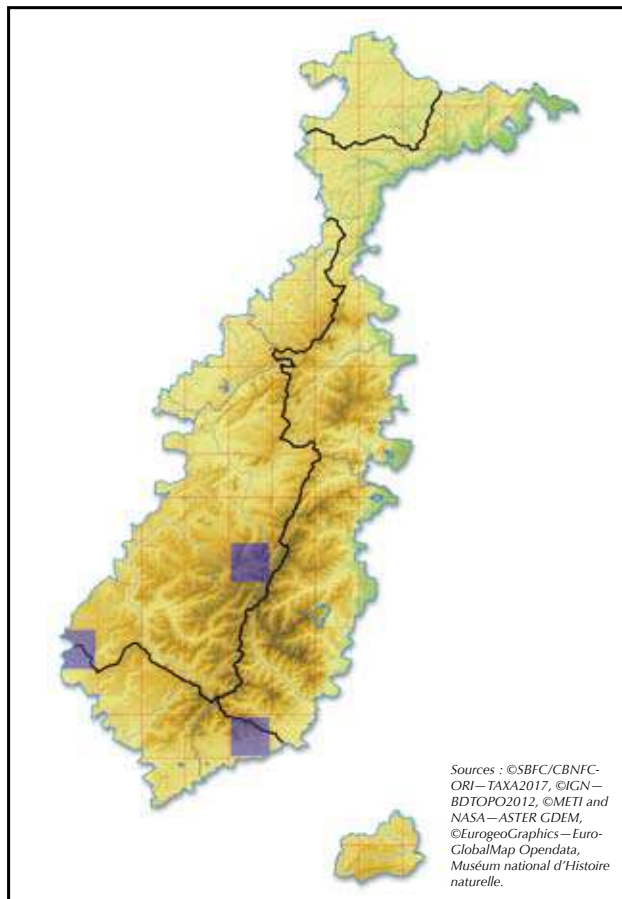 Sources : ©SBFC/CBNFC-
ORI—TAXA2017, ©IGN—
BDTOPO2012, ©METI and
NASA—ASTER GDEM,
©EurogeoGraphics—Euro-
GlobalMap Opendata,
Muséum national d'Histoire
naturelle.